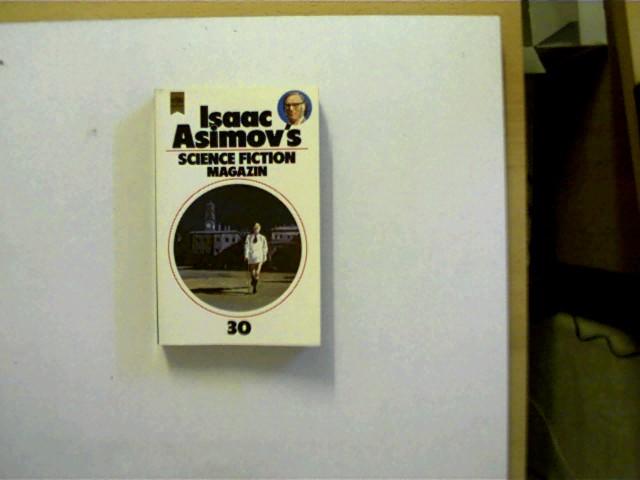 Isaac
Asimov's
SCIENCE FICTION
MAGAZIN
30